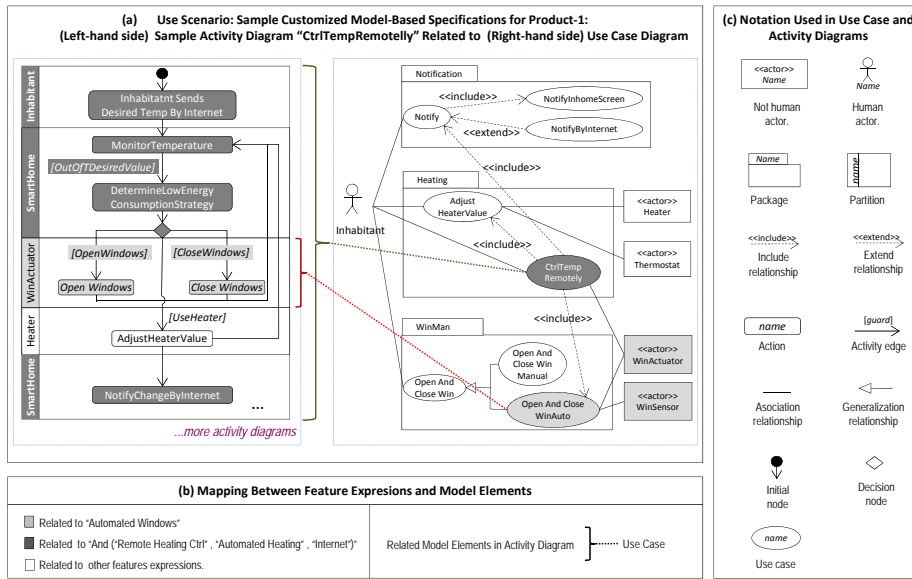 (a) Use Scenario: Sample Customized Model-Based Specifications for Product-1:
(Left-hand side) Sample Activity Diagram “CtrlTempRemotelly” Related to (Right-hand side) Use Case Diagram
Inhabitant
Inhabitatnt Sends
Desired Temp By Internet
SmartHome
MonitorTemperature
[OutOfTDesiredValue]
DetermineLowEnergy
ConsumptionStrategy
WinActuator
[OpenWindows]
[CloseWindows]
Open Windows
Close Windows
Heater
[UseHeater]
AdjustHeaterValue
SmartHome
NotifyChangeByInternet
...
...more activity diagrams
Notification
<<include>>
NotifyInhomeScreen
Notify
<<extend>>
NotifyByInternet
<<include>>
Heating
Adjust
HeaterValue
<<actor>>
Heater
Inhabitant
<<include>>
<<actor>>
Thermostat
CtrlTemp
Remotely
<<include>>
WinMan
Open And
Close Win
Manual
<<actor>>
WinActuator
Open And
Close Win
Open And Close
WinAuto
<<actor>>
WinSensor
(b) Mapping Between Feature Expresions and Model Elements
Related to “Automated Windows”
Related to “And (“Remote Heating Ctrl” , “Automated Heating” , “Internet”)”
Related to other features expressions.
Related Model Elements in Activity Diagram
Use Case
(c) Notation Used in Use Case and
Activity Diagrams
<<actor>>
Name
Name
Not human
actor.
Human
actor.
Name
name
Package
Partition
<<include>>
<<extend>>
Include
relationship
Extend
relationship
name
[guard]
Action
Activity edge
Asociation
relationship
Generalization
relationship
Initial
node
Decision
node
name
Use case